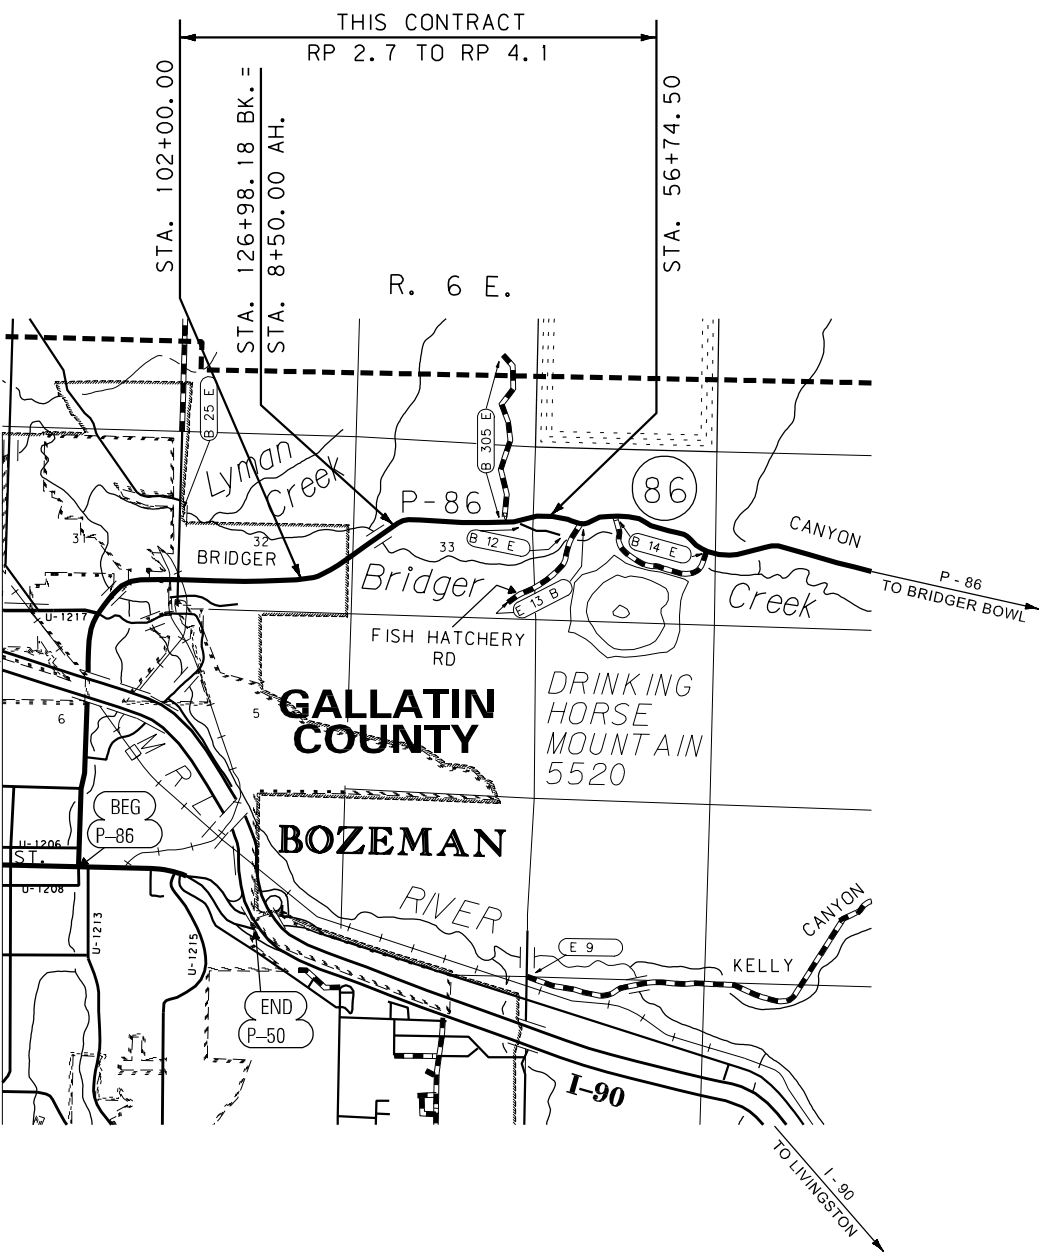 THIS CONTRACT
RP 2.7 TO RP 4.1
STA. 102+00.00
STA. 126+98.18 BK. =
STA. 8+50.00 AH.
STA. 56+74.50
R. 6 E.
B 25 E
B 305 E
Lyman
Creek
P-86
86
CANYON
31
32
33
BRIDGER
B 12 E
B 14 E
P - 86
TO BRIDGER BOWL
Bridger
Creek
E 13 B
U-1217
FISH HATCHERY
RD
DRINKING
HORSE
MOUNTAIN
5520
6
5
GALLATIN
COUNTY
M R L
BEG
P–86
BOZEMAN
U-1206
ST.
U-1208
RIVER
CANYON
U-1213
U-1215
E 9
KELLY
END
P–50
I–90
I - 90
TO LIVINGSTON